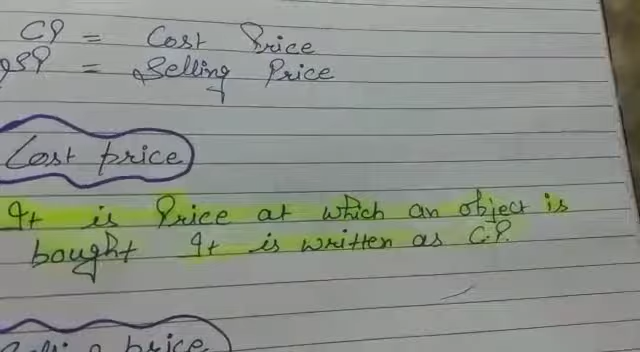 CP = Cost Price
SP = Selling Price
Cost price
It is Price at which an object is
bought It is written as C.P.
price